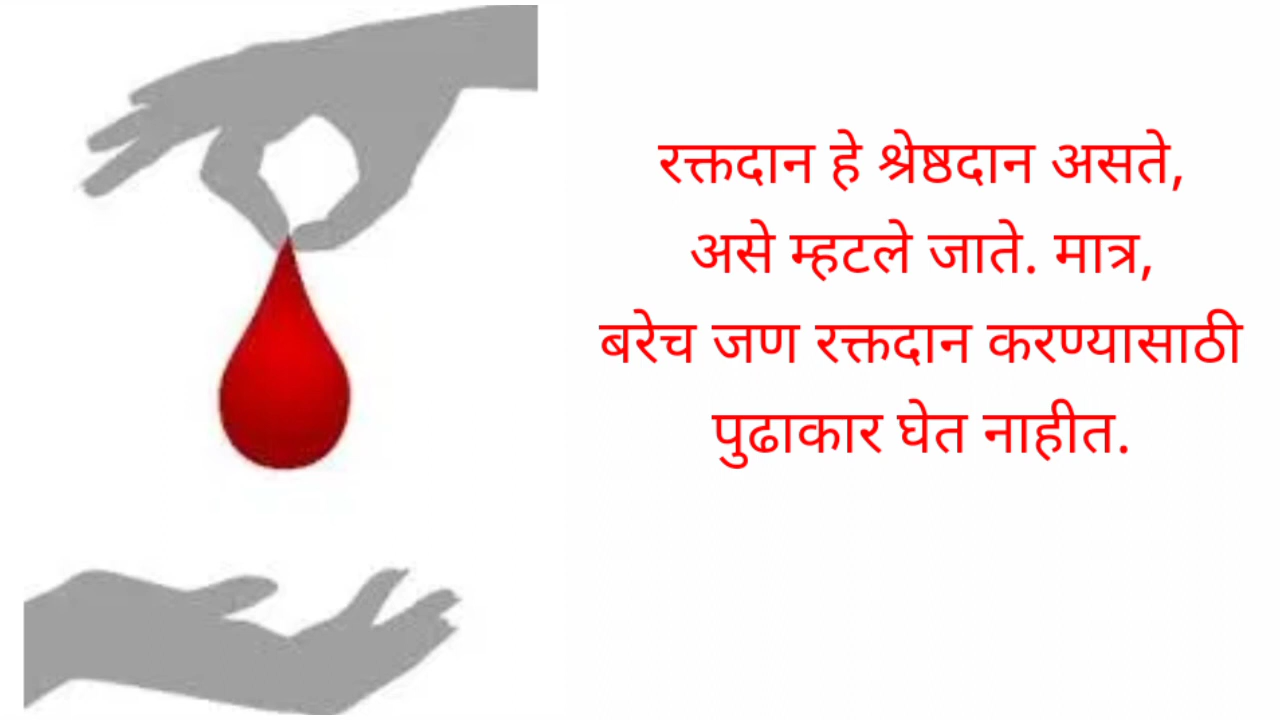 रक्तदान हे श्रेष्ठदान असते,
असे म्हटले जाते. मात्र,
बरेच जण रक्तदान करण्यासाठी
पुढाकार घेत नाहीत.